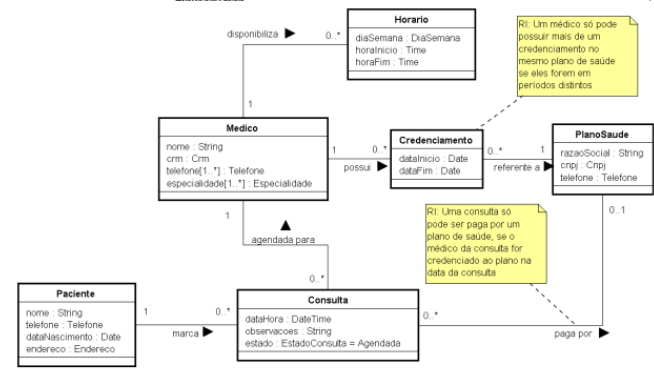 Horario
diaSemana : DiaSemana
horaInicio : Time
horaFim : Time
disponibiliza
0..*
1
RI: Um médico só pode
possuir mais de um
credenciamento no
mesmo plano de saúde
se eles forem em
períodos distintos
Medico
nome : String
crm : Crm
telefone[1..*] : Telefone
especialidade[1..*] : Especialidade
1
0..*
possui
Credenciamento
dataInicio : Date
dataFim : Date
0..*
1
referente a
PlanoSaude
razaoSocial : String
cnpj : Cnpj
telefone : Telefone
1
agendada para
0..*
RI: Uma consulta só
pode ser paga por um
plano de saúde, se o
médico da consulta for
credenciado ao plano na
data da consulta
0..1
Paciente
nome : String
telefone : Telefone
dataNascimento : Date
endereco : Endereco
1
0..*
marca
Consulta
dataHora : DateTime
observacoes : String
estado : EstadoConsulta = Agendada
0..*
paga por